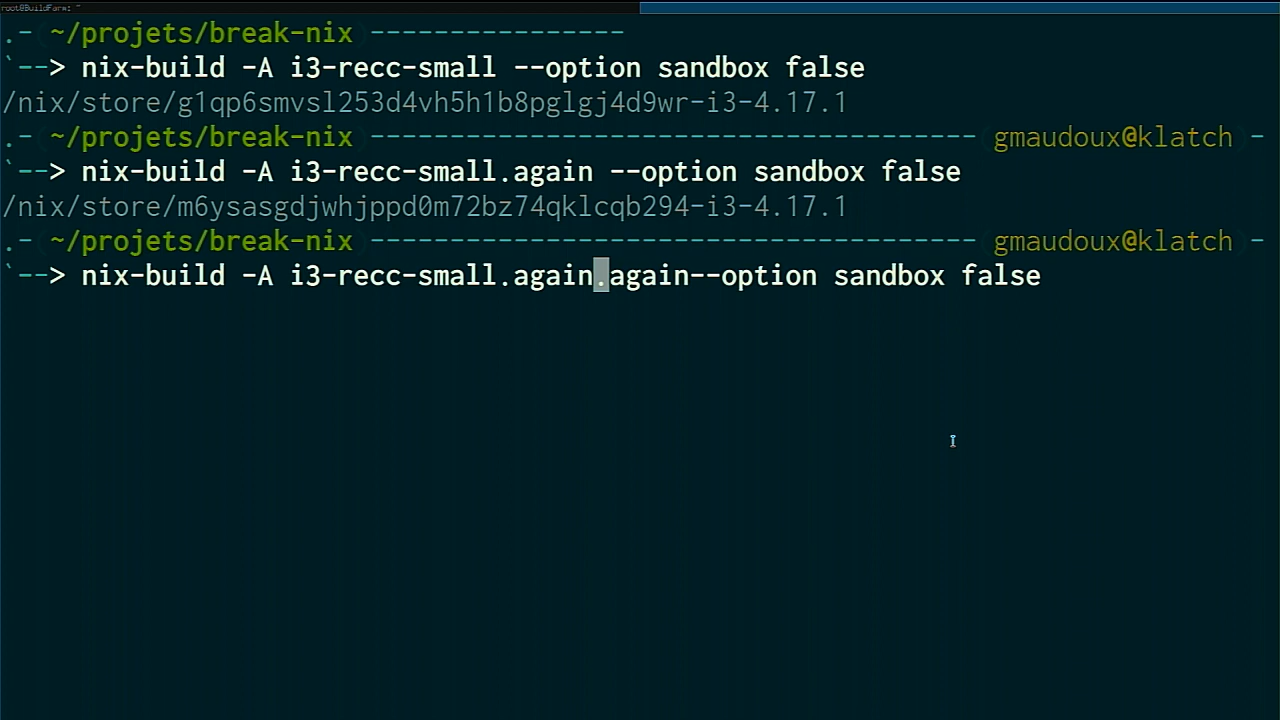 root@BuildFarm: ~
.- ~/projets/break-nix ----------------
`--> nix-build -A i3-recc-small --option sandbox false
/nix/store/g1qp6smvsl253d4vh5h1b8pglgj4d9wr-i3-4.17.1
.- ~/projets/break-nix -------------------------------------- gmaudoux@klatch -
`--> nix-build -A i3-recc-small.again --option sandbox false
/nix/store/m6ysasgdjwhjppd0m72bz74qklcqb294-i3-4.17.1
.- ~/projets/break-nix -------------------------------------- gmaudoux@klatch -
`--> nix-build -A i3-recc-small.again.again--option sandbox false